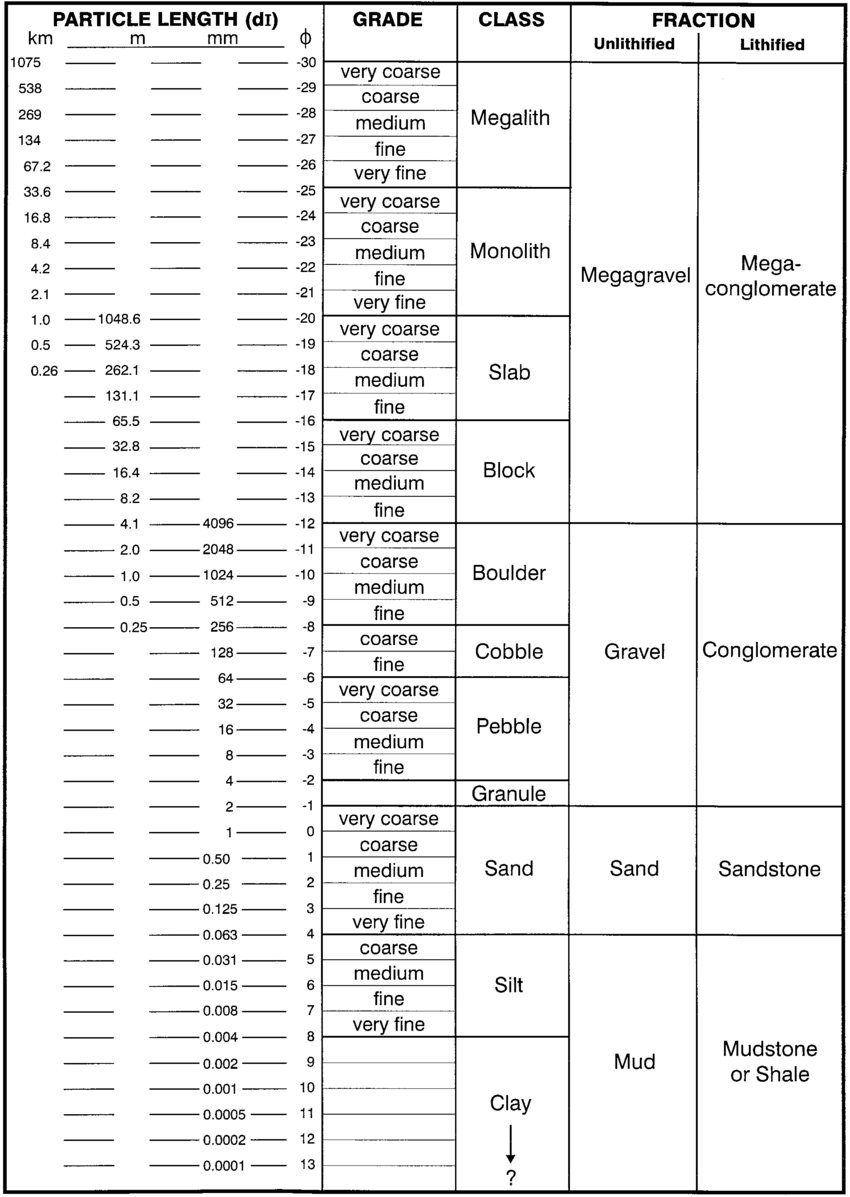 PARTICLE LENGTH (dI) GRADE CLASS FRACTION
km m mm ϕ Unlithified Lithified
1075 -30
very coarse
538 -29
coarse
269 -28
medium Megalith
134 -27
fine
67.2 -26
very fine
33.6 -25
very coarse
16.8 -24
coarse
8.4 -23
medium Monolith
4.2 -22
fine Megagravel Mega-
conglomerate
2.1 -21
very fine
1.0 1048.6 -20
very coarse
0.5 524.3 -19
coarse
0.26 262.1 -18
medium Slab
131.1 -17
fine
65.5 -16
very coarse
32.8 -15
coarse
16.4 -14
medium Block
8.2 -13
fine
4.1 4096 -12
very coarse
2.0 2048 -11
coarse
1.0 1024 -10
medium Boulder
0.5 512 -9
fine
0.25 256 -8
coarse
128 -7 Cobble Gravel Conglomerate
fine
64 -6
very coarse
32 -5
coarse
16 -4 Pebble
medium
8 -3
fine
4 -2
Granule
2 -1
very coarse
1 0
coarse
0.50 1
medium Sand Sand Sandstone
0.25 2
fine
0.125 3
very fine
0.063 4
coarse
0.031 5
medium
0.015 6 Silt
fine
0.008 7
very fine
0.004 8
0.002 9 Mud Mudstone
or Shale
0.001 10
Clay
0.0005 11
0.0002 12
0.0001 13
?